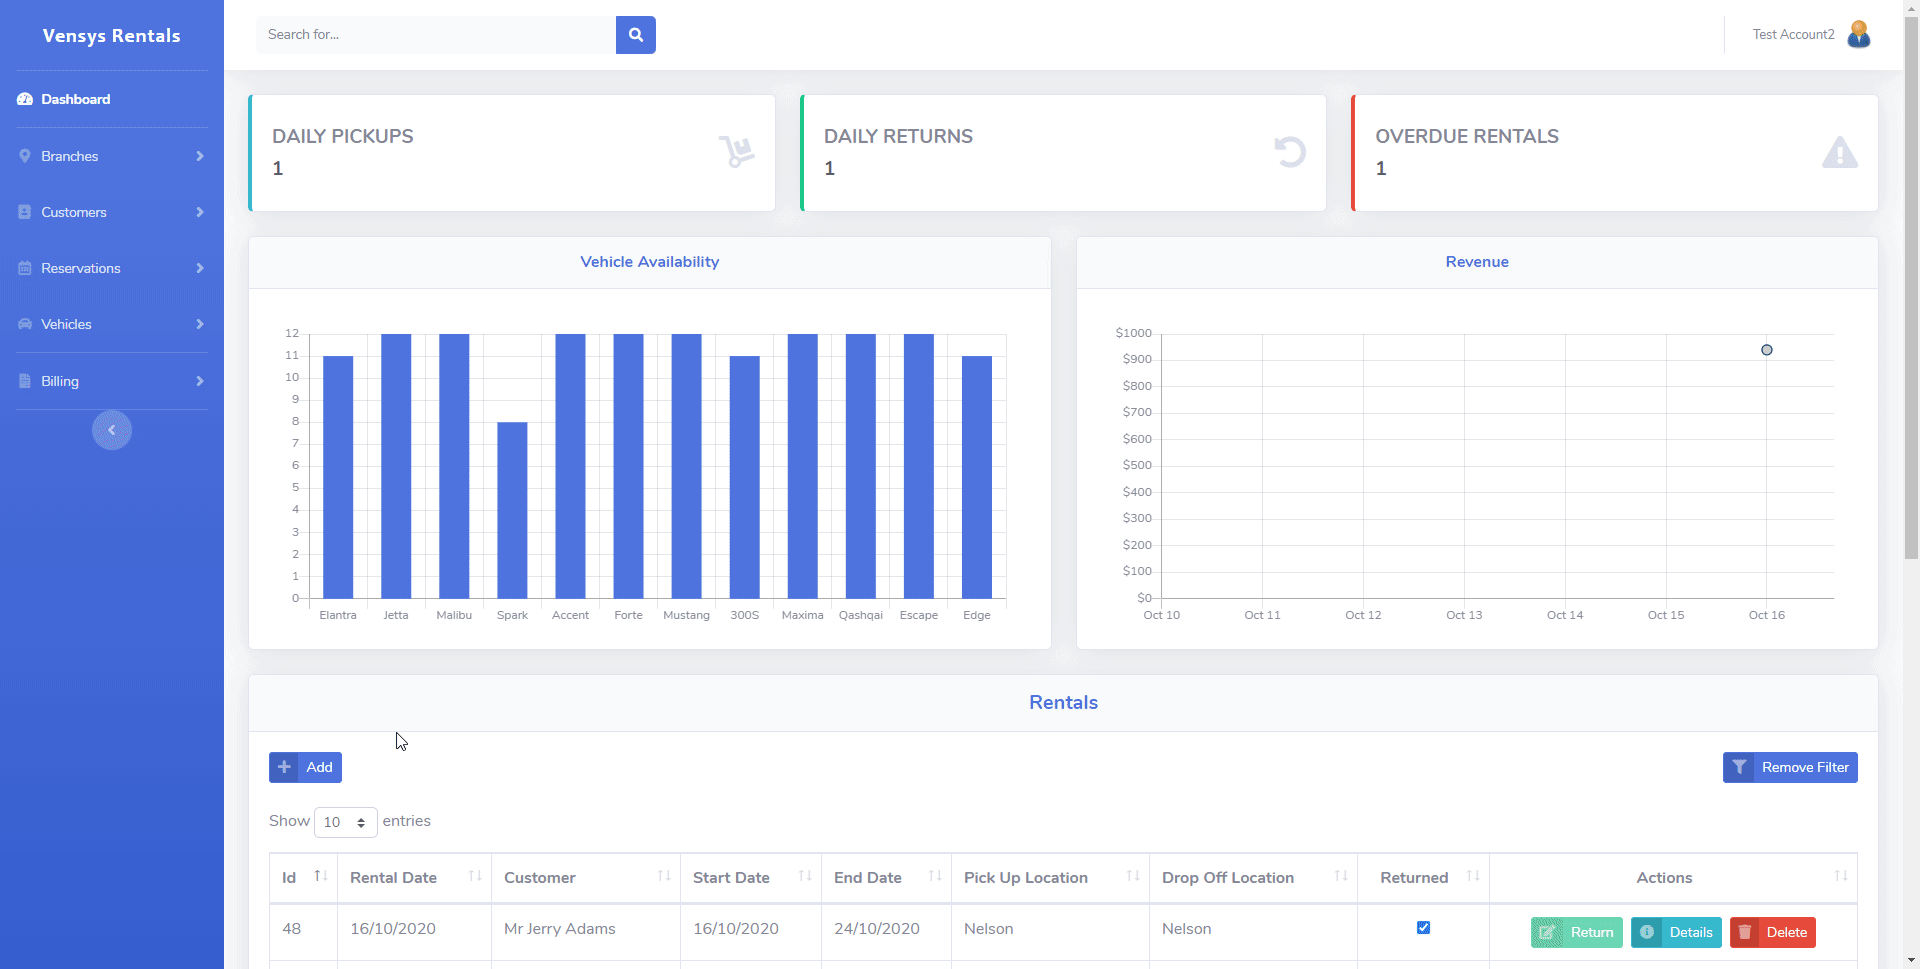 Vensys Rentals
Search for...
Test Account2
Dashboard
Branches
Customers
Reservations
Vehicles
Billing
DAILY PICKUPS
1
DAILY RETURNS
1
OVERDUE RENTALS
1
Vehicle Availability
12
11
10
9
8
7
6
5
4
3
2
1
0
Elantra Jetta Malibu Spark Accent Forte Mustang 300S Maxima Qashqai Escape Edge
Revenue
$1000
$900
$800
$700
$600
$500
$400
$300
$200
$100
$0
Oct 10 Oct 11 Oct 12 Oct 13 Oct 14 Oct 15 Oct 16
Rentals
Add
Remove Filter
Show 10 entries
Id Rental Date Customer Start Date End Date Pick Up Location Drop Off Location Returned Actions
48 16/10/2020 Mr Jerry Adams 16/10/2020 24/10/2020 Nelson Nelson Return Details Delete